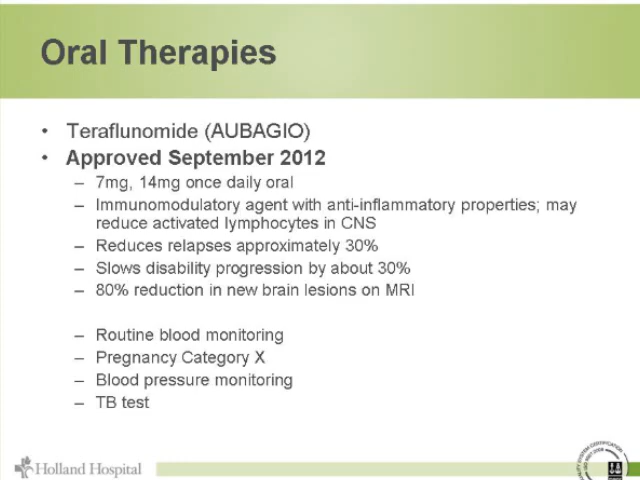 Oral Therapies
• Teraflunomide (AUBAGIO)
• Approved September 2012
– 7mg, 14mg once daily oral
– Immunomodulatory agent with anti-inflammatory properties; may
reduce activated lymphocytes in CNS
– Reduces relapses approximately 30%
– Slows disability progression by about 30%
– 80% reduction in new brain lesions on MRI
– Routine blood monitoring
– Pregnancy Category X
– Blood pressure monitoring
– TB test
Holland Hospital